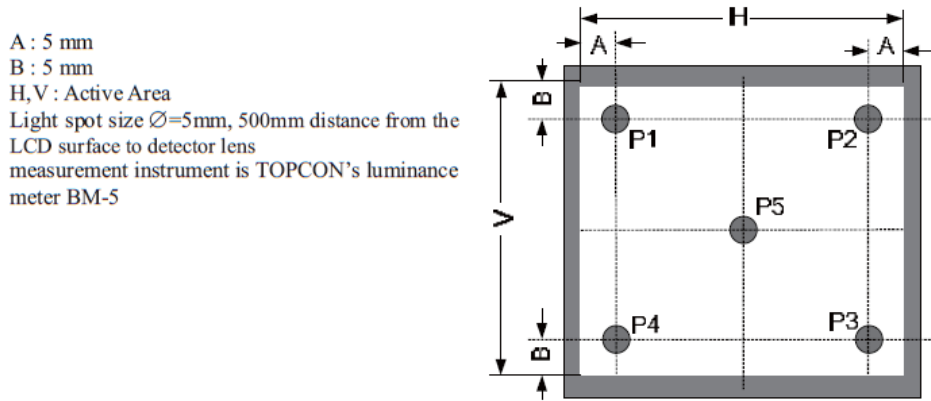 A : 5 mm
B : 5 mm
H,V : Active Area
Light spot size ∅=5mm, 500mm distance from the
LCD surface to detector lens
measurement instrument is TOPCON's luminance
meter BM-5
H
A
A
B
P1
P2
P5
V
P4
P3
B